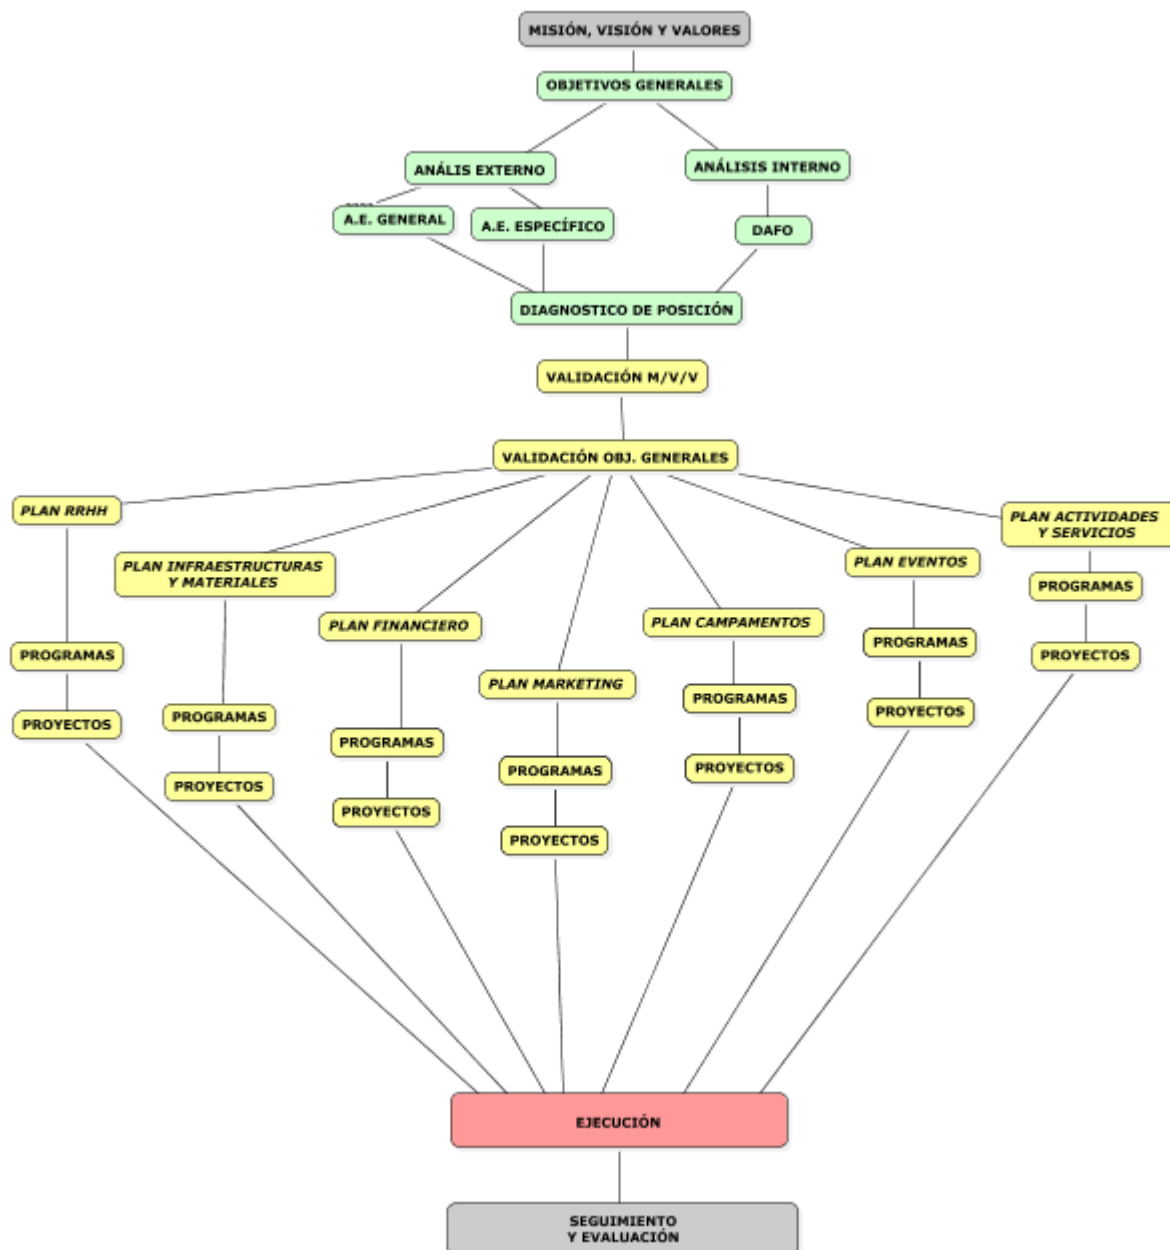 MISIÓN, VISIÓN Y VALORES
OBJETIVOS GENERALES
ANÁLIS EXTERNO
ANÁLISIS INTERNO
A.E. GENERAL
A.E. ESPECÍFICO
DAFO
DIAGNOSTICO DE POSICIÓN
VALIDACIÓN M/V/V
VALIDACIÓN OBJ. GENERALES
PLAN RRHH
PROGRAMAS
PROYECTOS
PLAN INFRAESTRUCTURAS
Y MATERIALES
PROGRAMAS
PROYECTOS
PLAN FINANCIERO
PROGRAMAS
PROYECTOS
PLAN MARKETING
PROGRAMAS
PROYECTOS
PLAN CAMPAMENTOS
PROGRAMAS
PROYECTOS
PLAN EVENTOS
PROGRAMAS
PROYECTOS
PLAN ACTIVIDADES
Y SERVICIOS
PROGRAMAS
PROYECTOS
EJECUCIÓN
SEGUIMIENTO
Y EVALUACIÓN